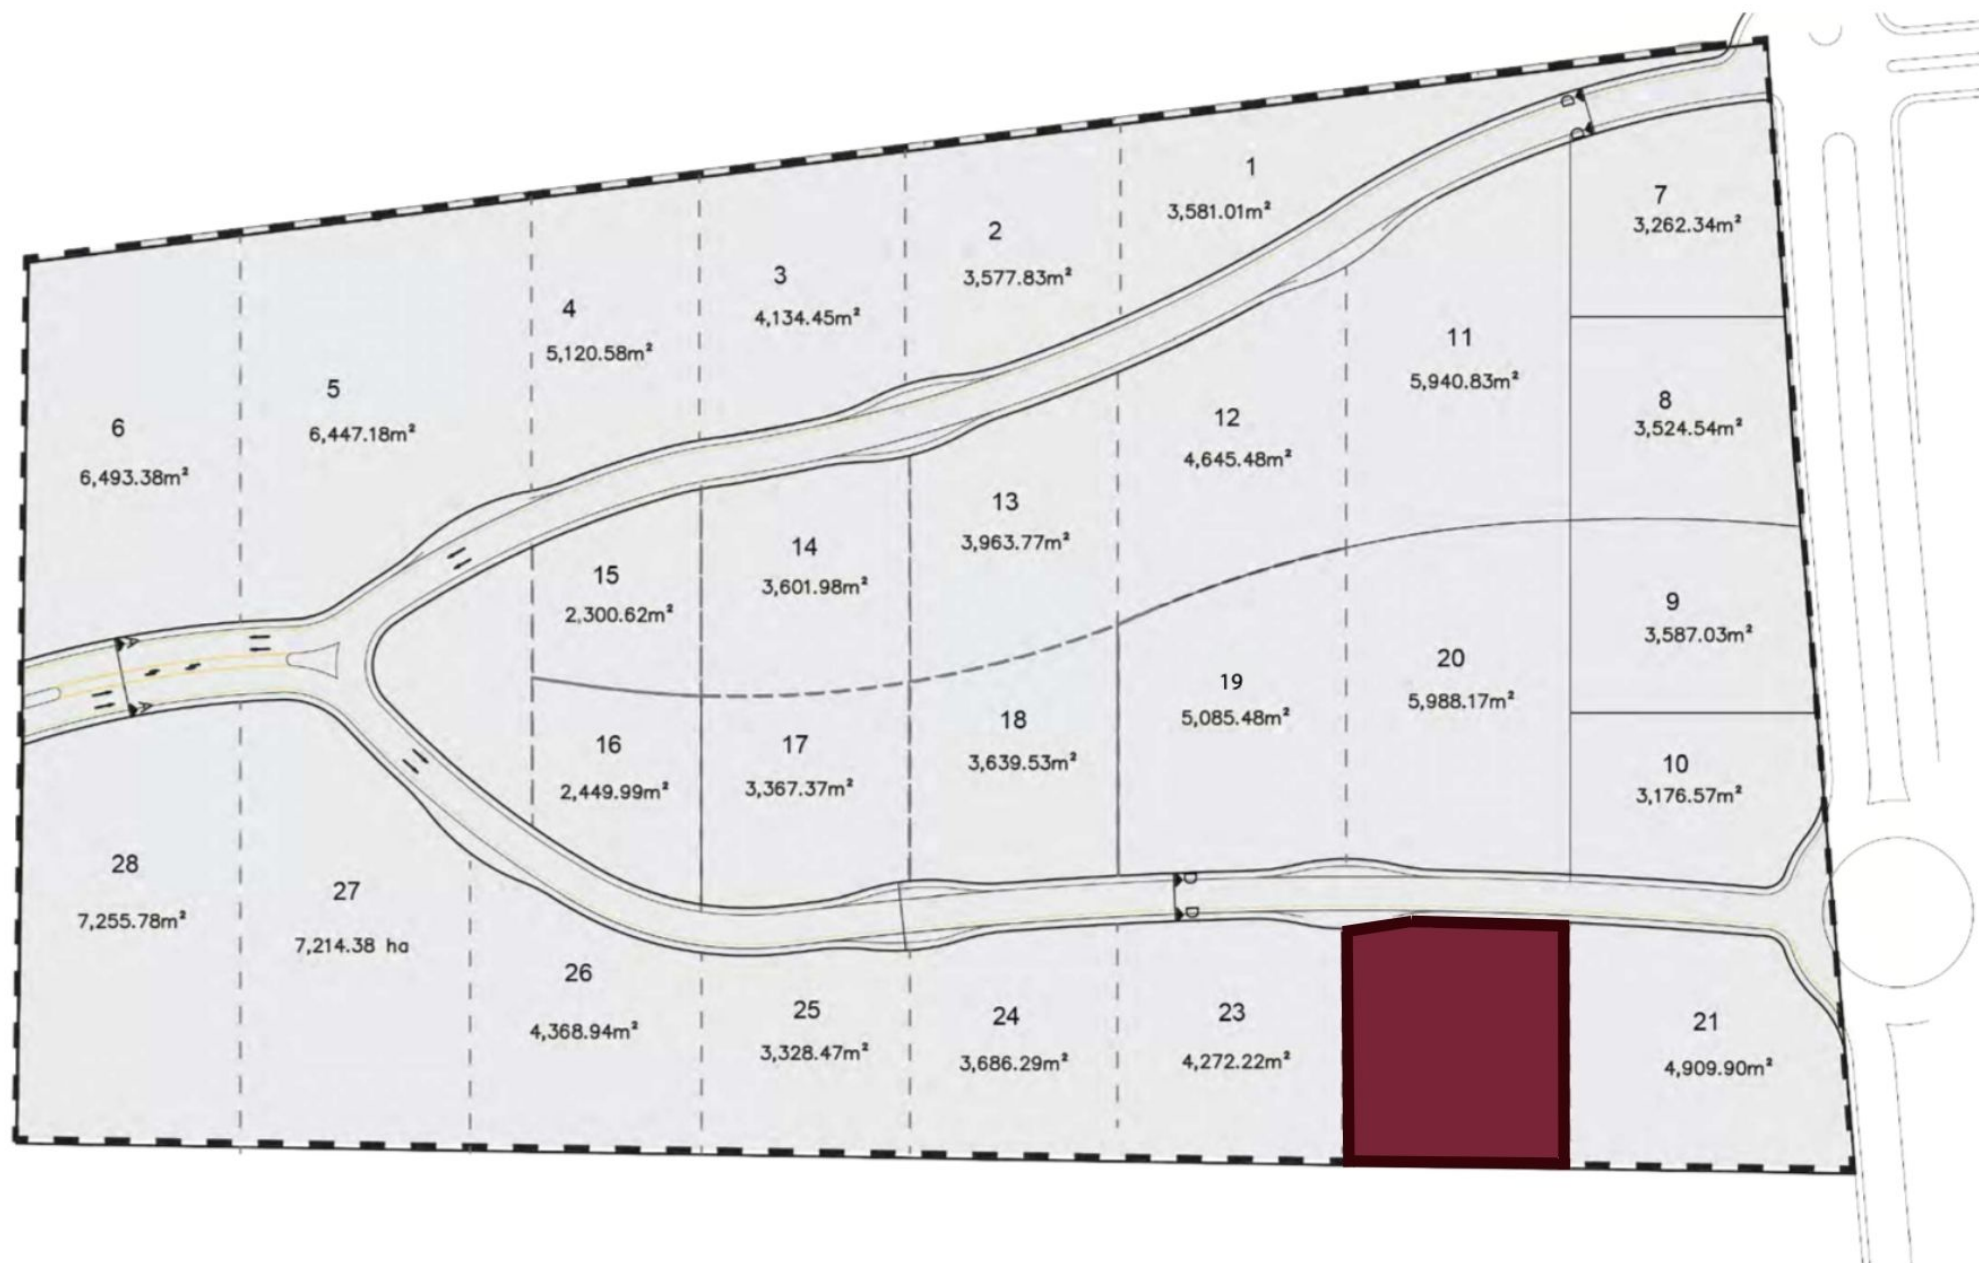 1
3,581.01m²
2
3,577.83m²
3
4,134.45m²
4
5,120.58m²
5
6,447.18m²
6
6,493.38m²
7
3,262.34m²
8
3,524.54m²
9
3,587.03m²
10
3,176.57m²
11
5,940.83m²
12
4,645.48m²
13
3,963.77m²
14
3,601.98m²
15
2,300.62m²
16
2,449.99m²
17
3,367.37m²
18
3,639.53m²
19
5,085.48m²
20
5,988.17m²
21
4,909.90m²
23
4,272.22m²
24
3,686.29m²
25
3,328.47m²
26
4,368.94m²
27
7,214.38 ha
28
7,255.78m²